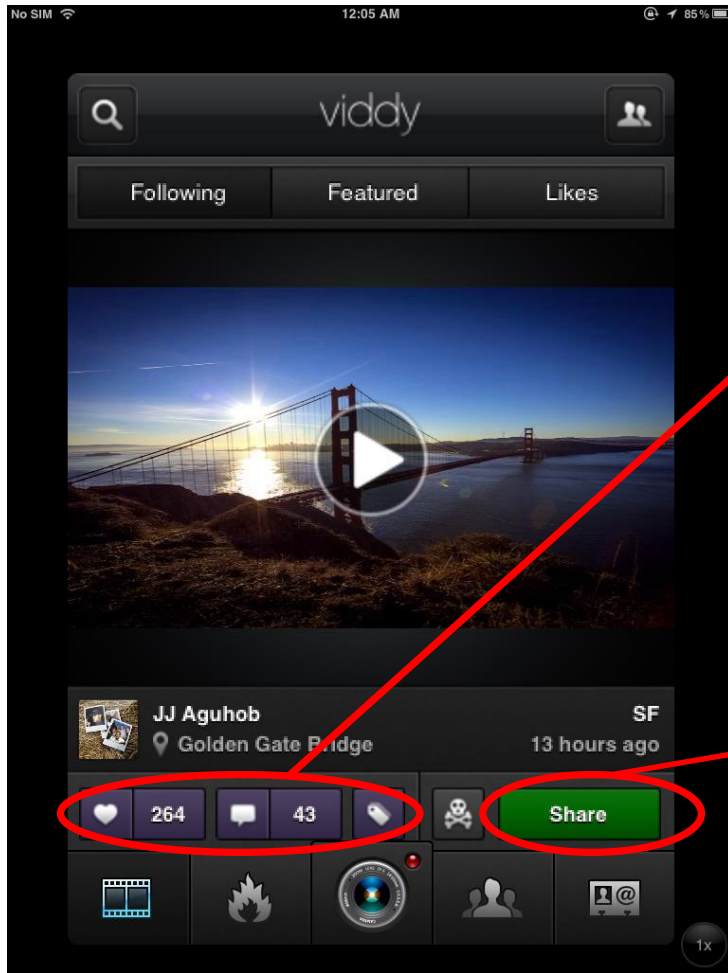 No SIM 12:05 AM 85%
viddy
Following Featured Likes
JJ Aguhob SF
Golden Gate Bridge 13 hours ago
264 43 Share
@
1x